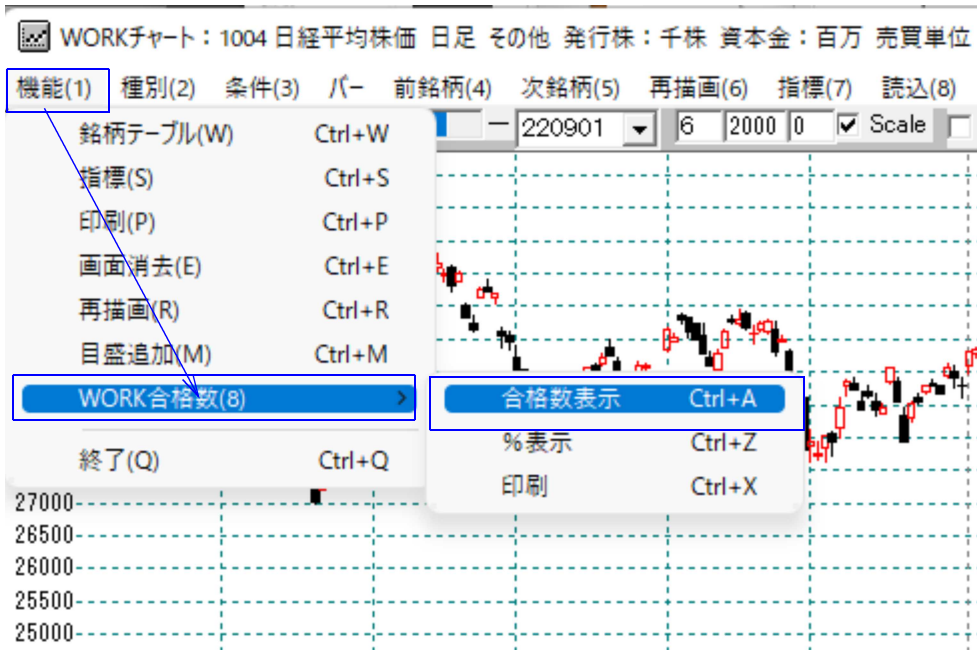 WORKチャート：1004 日経平均株価 日足 その他 発行株：千株 資本金：百万 売買単位
機能(1) 種別(2) 条件(3) バー 前銘柄(4) 次銘柄(5) 再描画(6) 指標(7) 読込(8)
ー 220901 6 2000 0 Scale
銘柄テーブル(W) Ctrl+W
指標(S) Ctrl+S
印刷(P) Ctrl+P
画面消去(E) Ctrl+E
再描画(R) Ctrl+R
目盛追加(M) Ctrl+M
WORK合格数(8) >
合格数表示 Ctrl+A
%表示 Ctrl+Z
終了(Q) Ctrl+Q
印刷 Ctrl+X
27000
26500
26000
25500
25000